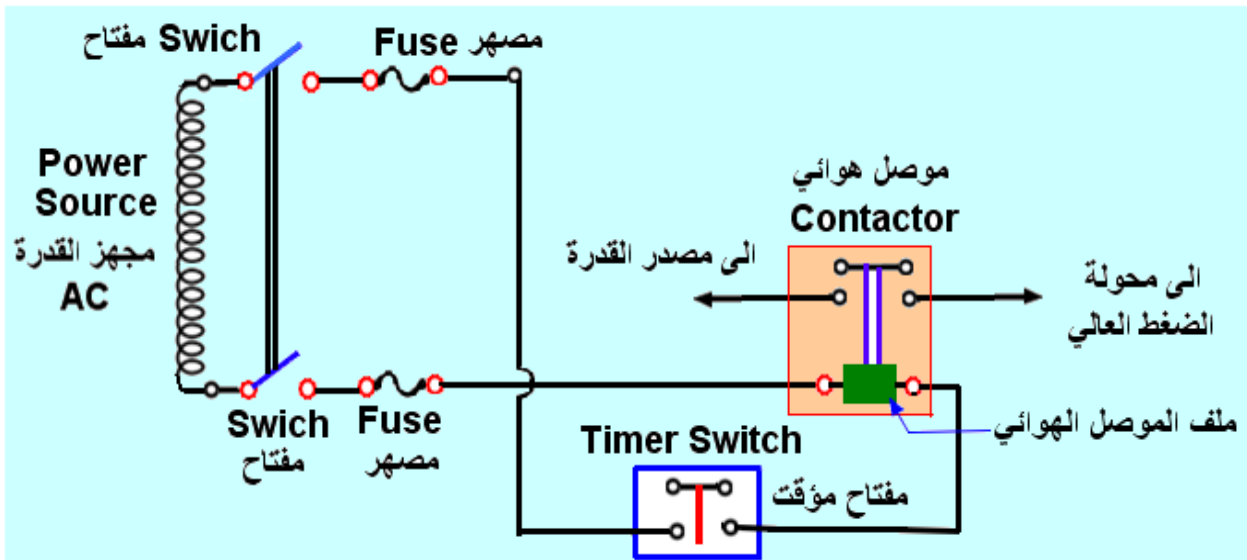 مفتاح Swich
Fuse مصهر
Power
Source
مجهز القدرة
AC
موصل هوائي
Contactor
الى مصدر القدرة
الى محولة
الضغط العالي
Swich
مفتاح
Fuse
مصهر
Timer Switch
مفتاح مؤقت
ملف الموصل الهوائي